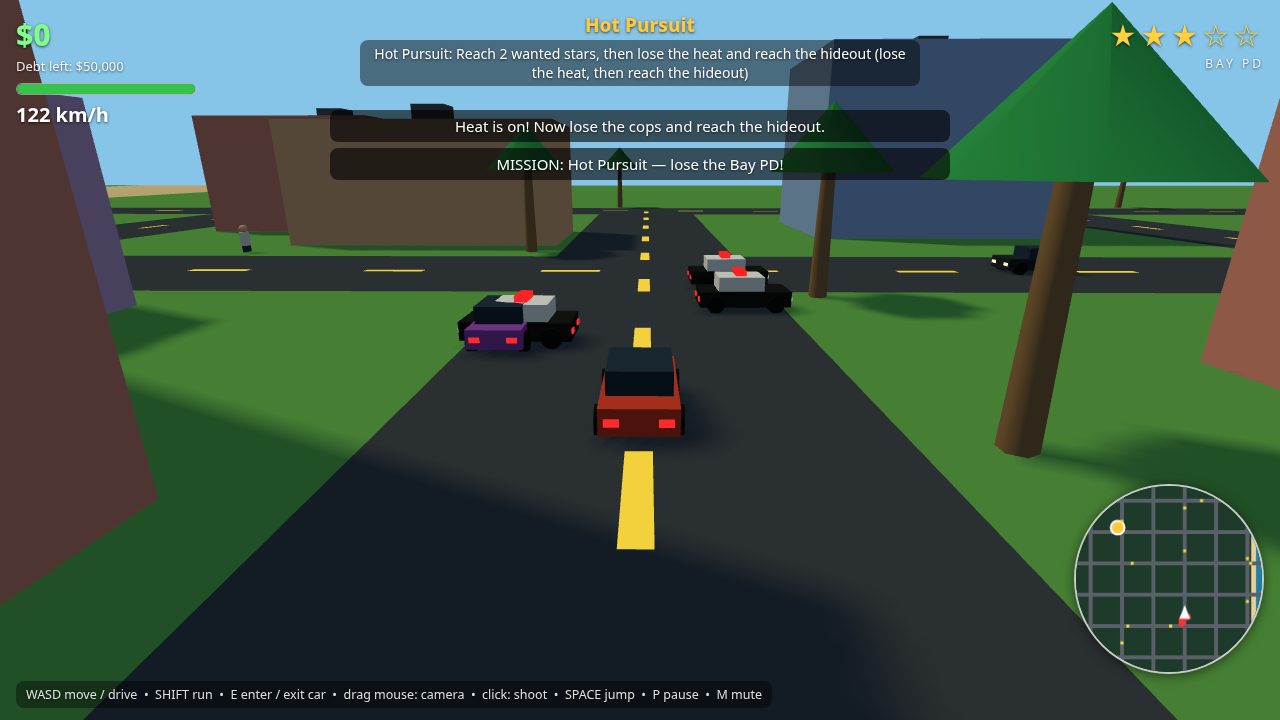 $0
Debt left: $50,000
122 km/h
Hot Pursuit
Hot Pursuit: Reach 2 wanted stars, then lose the heat and reach the hideout (lose
the heat, then reach the hideout)
★ ★ ★ ☆ ☆
BAY PD
Heat is on! Now lose the cops and reach the hideout.
MISSION: Hot Pursuit — lose the Bay PD!
WASD move / drive • SHIFT run • E enter / exit car • drag mouse: camera • click: shoot • SPACE jump • P pause • M mute